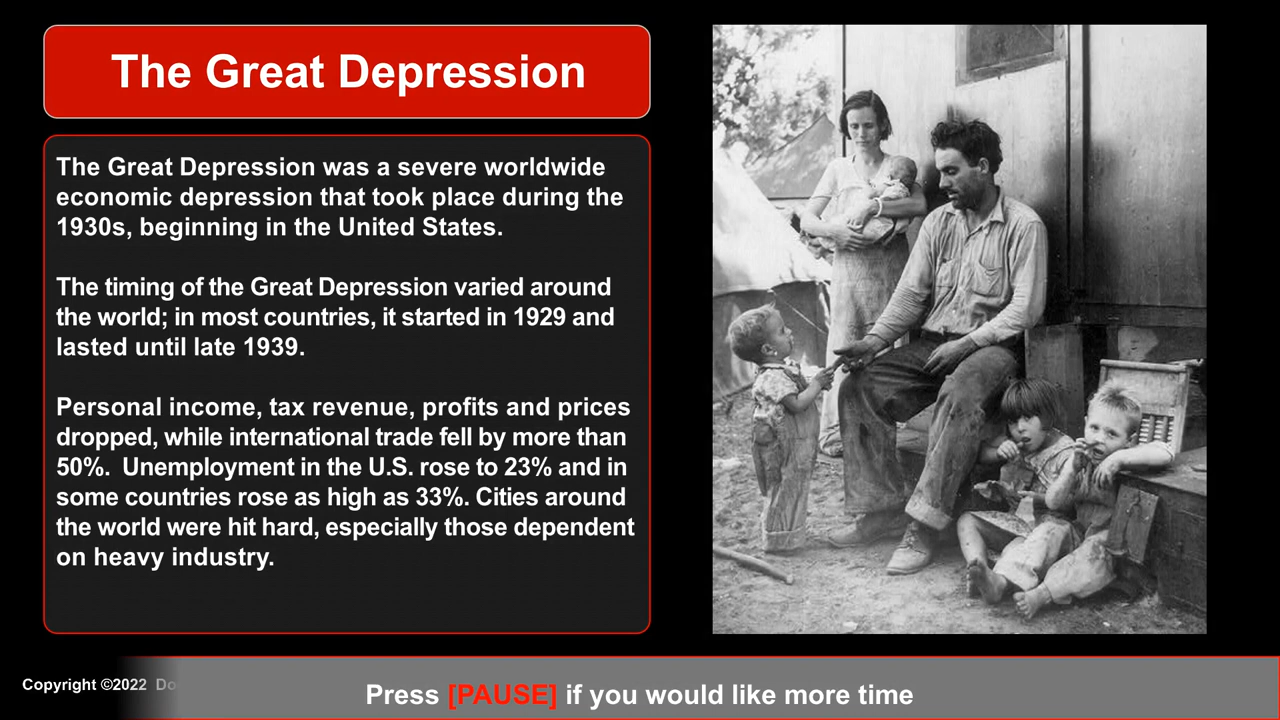 The Great Depression
The Great Depression was a severe worldwide
economic depression that took place during the
1930s, beginning in the United States.
The timing of the Great Depression varied around
the world; in most countries, it started in 1929 and
lasted until late 1939.
Personal income, tax revenue, profits and prices
dropped, while international trade fell by more than
50%.  Unemployment in the U.S. rose to 23% and in
some countries rose as high as 33%. Cities around
the world were hit hard, especially those dependent
on heavy industry.
Copyright ©2022
Press [PAUSE] if you would like more time